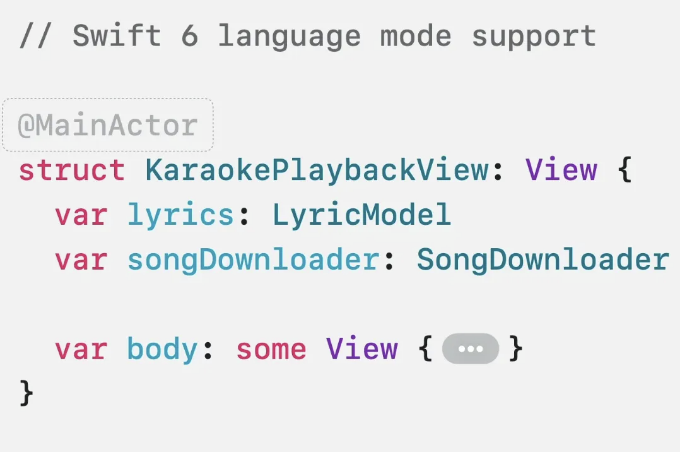 // Swift 6 language mode support
@MainActor
struct KaraokePlaybackView: View {
  var lyrics: LyricModel
  var songDownloader: SongDownloader
  var body: some View { ••• }
}